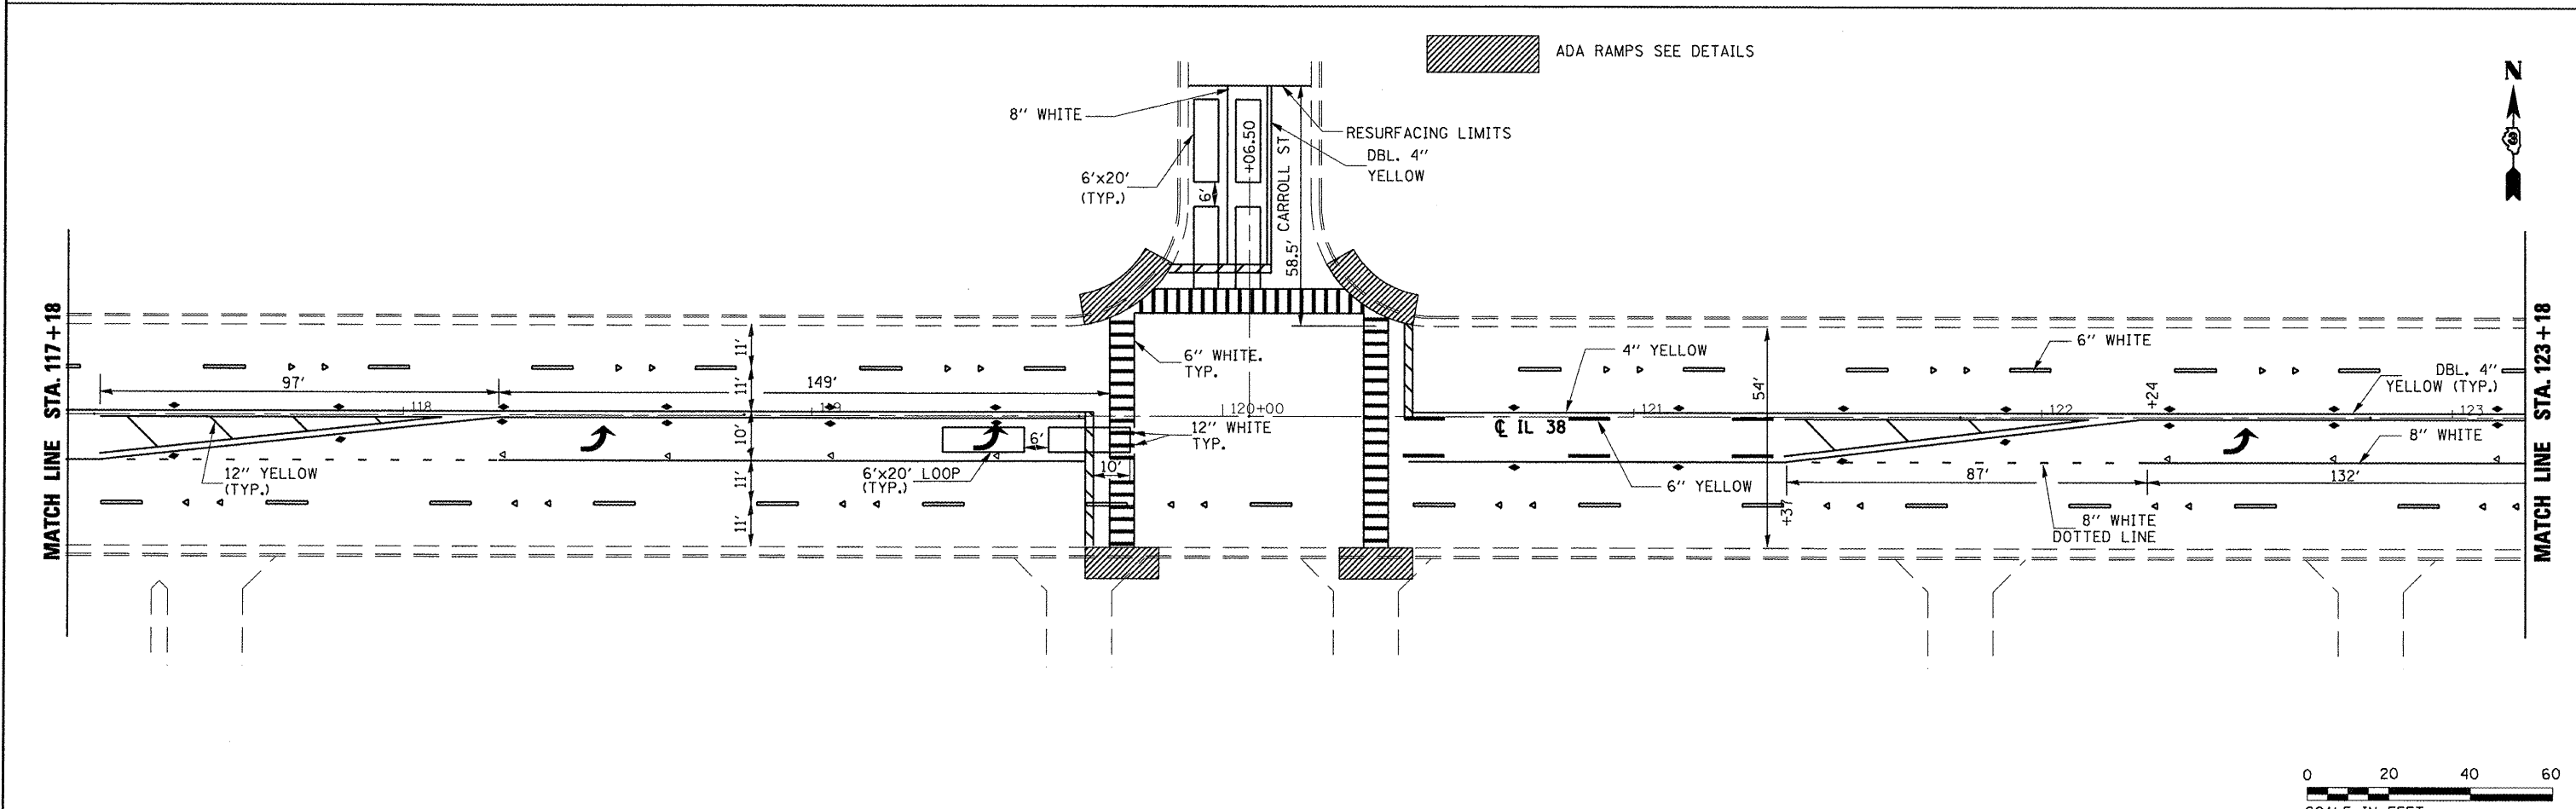 ADA RAMPS SEE DETAILS
N
8" WHITE
RESURFACING LIMITS
DBL. 4"
YELLOW
+06.50
CARROLL ST
58.5'
6'x20'
(TYP.)
6'
MATCH LINE STA. 117+18
MATCH LINE STA. 123+18
11'
11'
10'
11'
11'
97'
149'
118
119
120+00
121
122
123
6" WHITE.
TYP.
12" WHITE
TYP.
4" YELLOW
6" WHITE
54'
+24
DBL. 4"
YELLOW (TYP.)
℄ IL 38
8" WHITE
12" YELLOW
(TYP.)
6'x20' LOOP
(TYP.)
6'
10'
6" YELLOW
+37
87'
132'
8" WHITE
DOTTED LINE
0 20 40 60
SCALE IN FEET